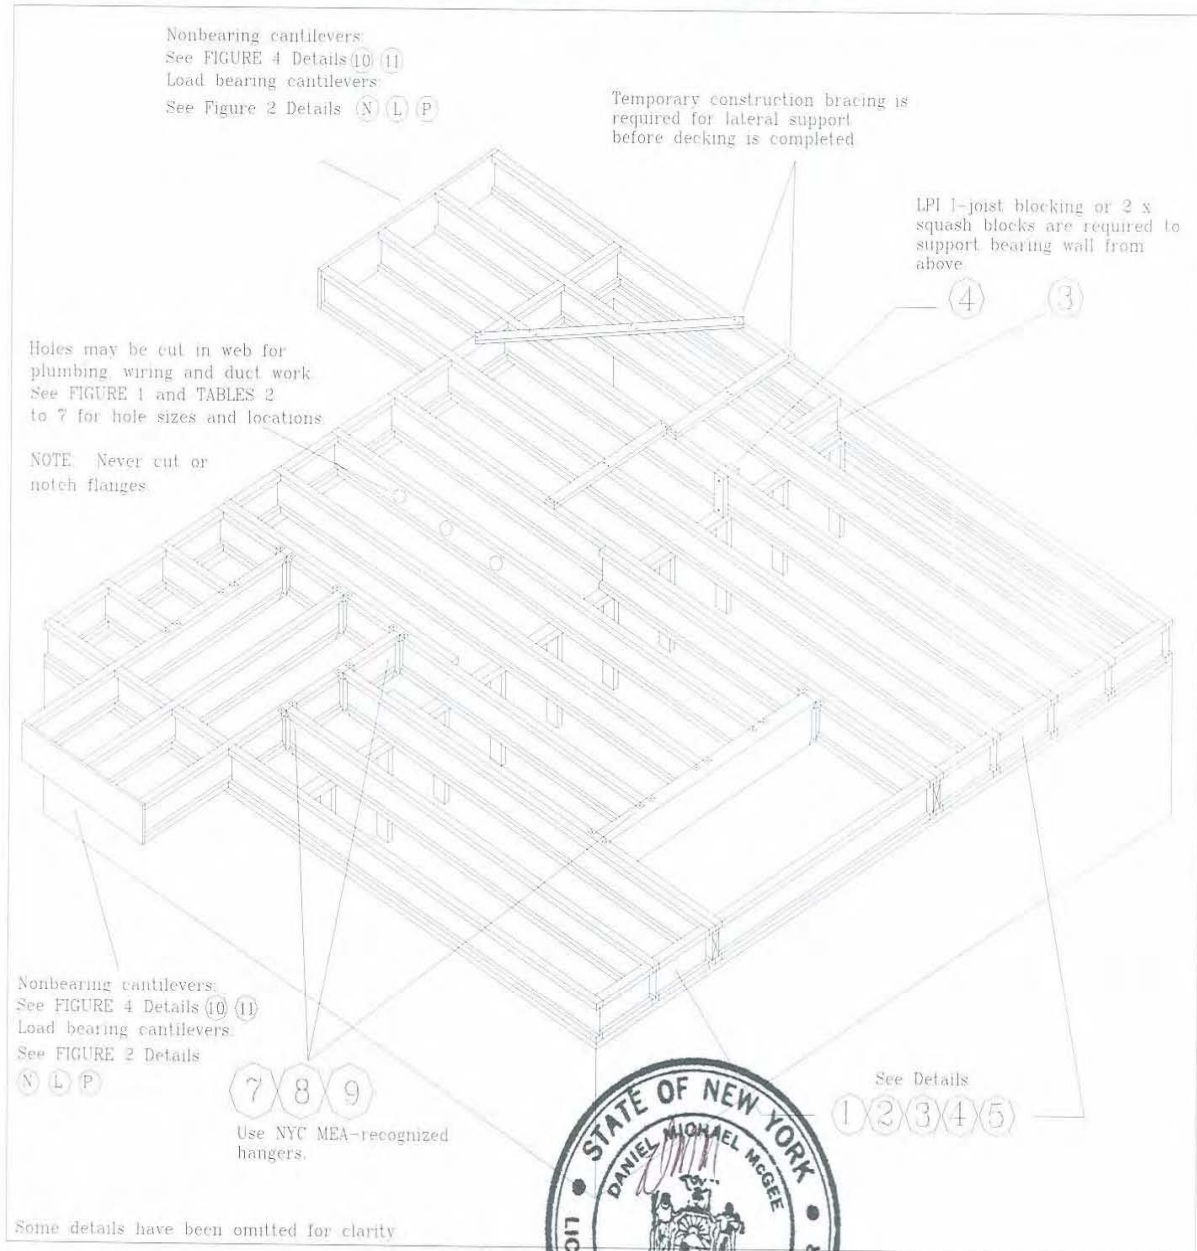 Nonbearing cantilevers:
See FIGURE 4 Details 10 11
Load bearing cantilevers:
See Figure 2 Details N L P
Temporary construction bracing is
required for lateral support
before decking is completed
LPI I-joist blocking or 2 x
squash blocks are required to
support bearing wall from
above
4 3
Holes may be cut in web for
plumbing, wiring and duct work
See FIGURE 1 and TABLES 2
to 7 for hole sizes and locations.
NOTE Never cut or
notch flanges.
Nonbearing cantilevers:
See FIGURE 4 Details 10 11
Load bearing cantilevers.
See FIGURE 2 Details
N L P
7 8 9
Use NYC MEA-recognized
hangers.
See Details
1 2 3 4 5
STATE OF NEW YORK
DANIEL MICHAEL McGEE
Some details have been omitted for clarity